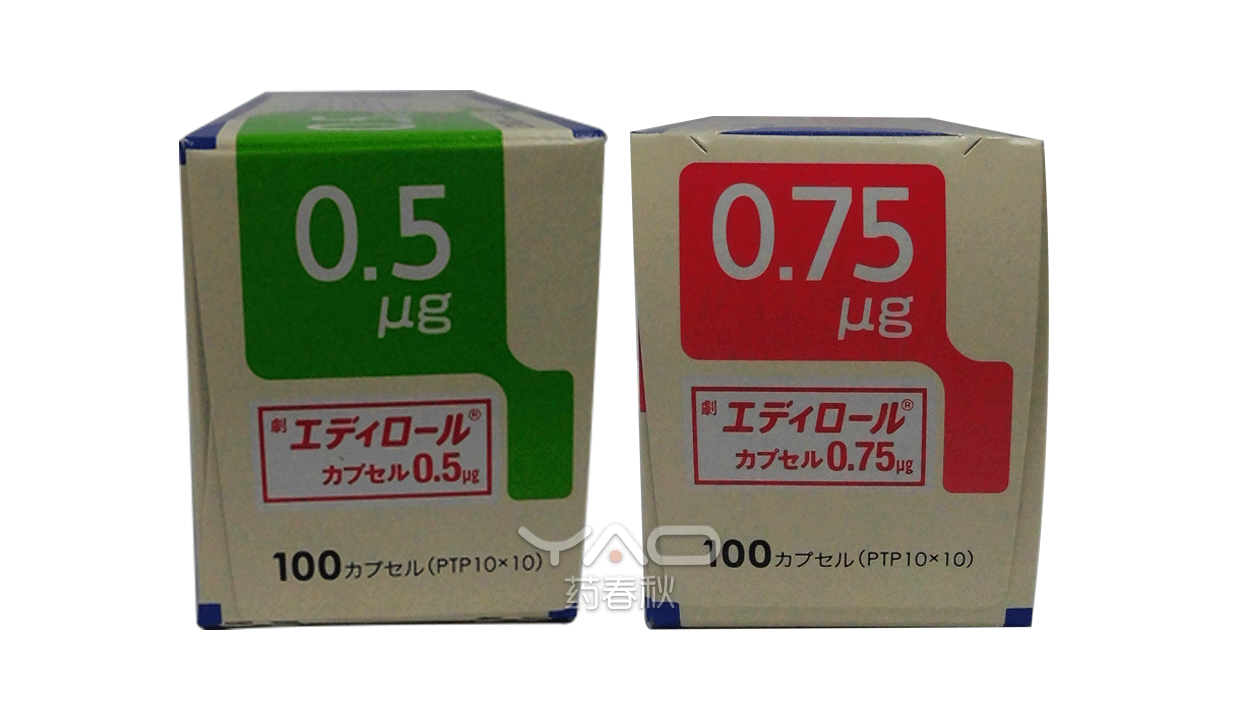 0.5
μg
劇 エディロール®
カプセル0.5μg
100カプセル(PTP10×10)
0.75
μg
劇 エディロール®
カプセル0.75μg
100カプセル(PTP10×10)
YAO
药春秋